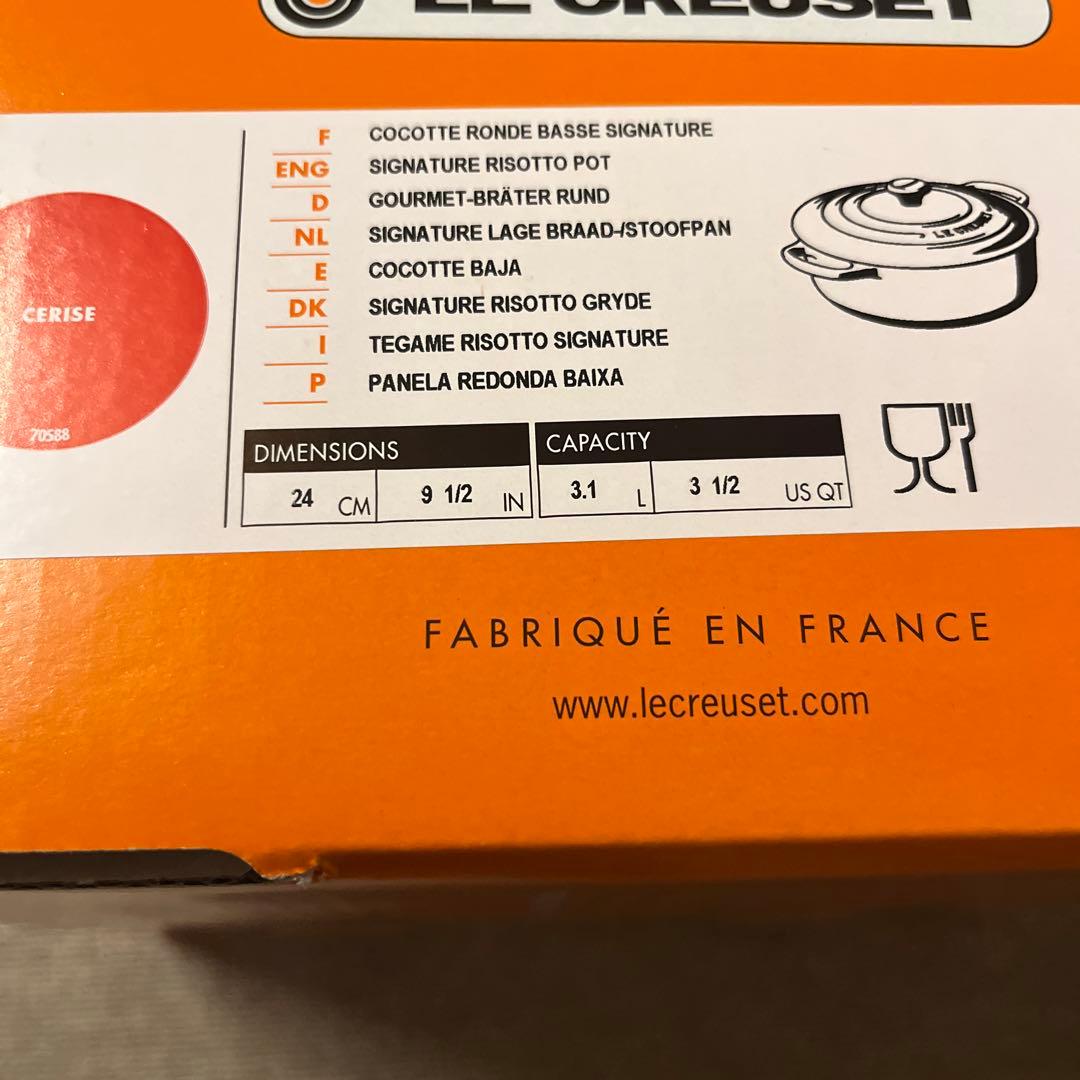 LE CREUSET
F COCOTTE RONDE BASSE SIGNATURE
ENG SIGNATURE RISOTTO POT
D GOURMET-BRÄTER RUND
NL SIGNATURE LAGE BRAAD-/STOOFPAN
E COCOTTE BAJA
DK SIGNATURE RISOTTO GRYDE
I TEGAME RISOTTO SIGNATURE
P PANELA REDONDA BAIXA
CERISE
70588
LE CREUSET
DIMENSIONS CAPACITY
24 CM 9 1/2 IN 3.1 L 3 1/2 US QT
FABRIQUÉ EN FRANCE
www.lecreuset.com